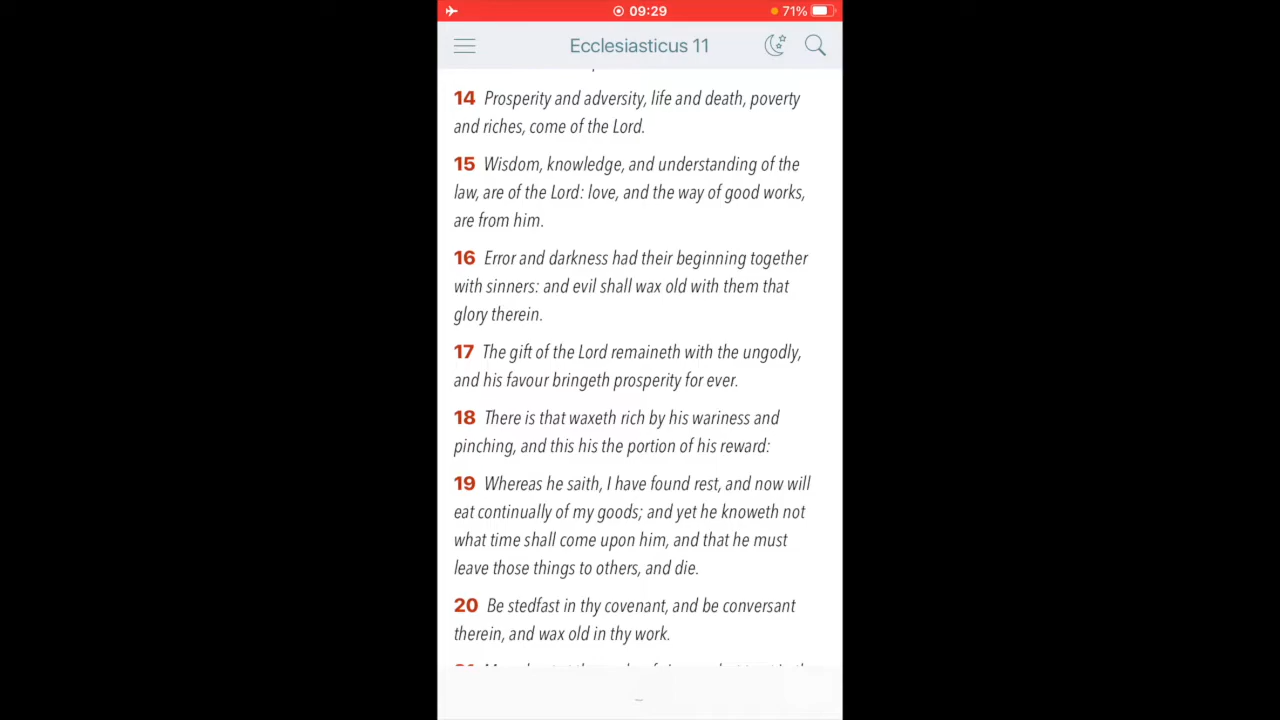 09:29
71%
Ecclesiasticus 11
14 Prosperity and adversity, life and death, poverty
and riches, come of the Lord.
15 Wisdom, knowledge, and understanding of the
law, are of the Lord: love, and the way of good works,
are from him.
16 Error and darkness had their beginning together
with sinners: and evil shall wax old with them that
glory therein.
17 The gift of the Lord remaineth with the ungodly,
and his favour bringeth prosperity for ever.
18 There is that waxeth rich by his wariness and
pinching, and this his the portion of his reward:
19 Whereas he saith, I have found rest, and now will
eat continually of my goods; and yet he knoweth not
what time shall come upon him, and that he must
leave those things to others, and die.
20 Be stedfast in thy covenant, and be conversant
therein, and wax old in thy work.